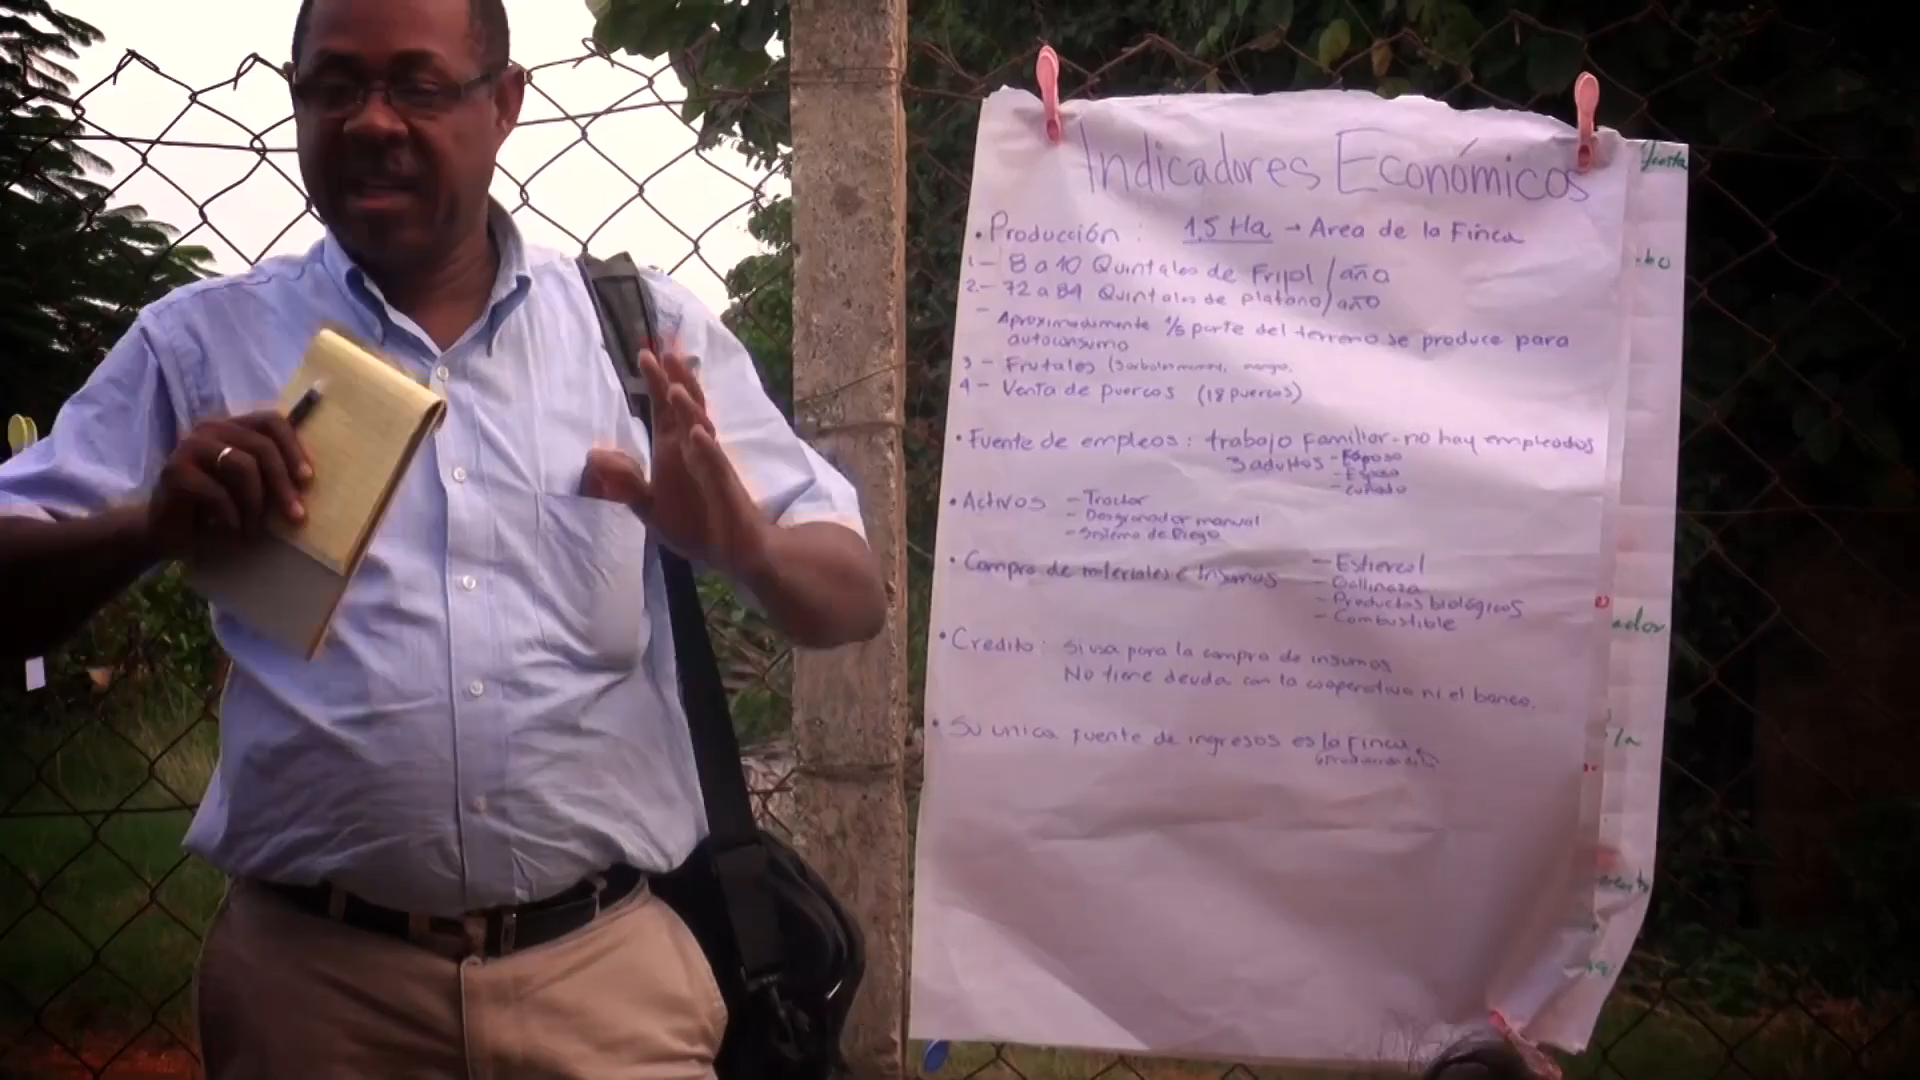 Indicadores Económicos
• Producción: 1,5 Ha → Area de la Finca
1- 8 a 10 Quintales de Frijol / año
2- 72 a 84 Quintales de platano / año
- Aproximadamente 1/5 parte del terreno se produce para
autoconsumo
3 - Frutales (
4 - Venta de puercos (18 puercos)
• Fuente de empleos: trabajo familiar - no hay empleados
3 adultos - Esposo
- Esposa
- Cuñado
• Activos - Tractor
- Desgranador manual
- Sistema de Riego
• Compra de materiales e Insumos - Estiercol
- Gallinaza
- Productos biológicos
- Combustible
• Credito: Si usa para la compra de insumos
No tiene deuda con la cooperativa ni el banco.
• Su unica fuente de ingresos es la Finca